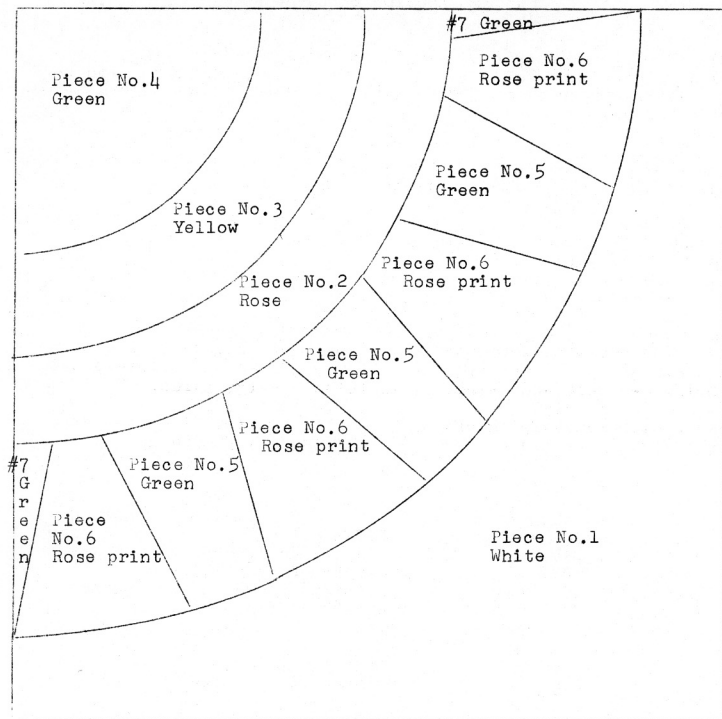 #7 Green
Piece No.6
Rose print
Piece No.4
Green
Piece No.5
Green
Piece No.3
Yellow
Piece No.6
Rose print
Piece No.2
Rose
Piece No.5
Green
Piece No.6
Rose print
Piece No.5
Green
#7
G
r
e
e
n
Piece
No.6
Rose print
Piece No.1
White